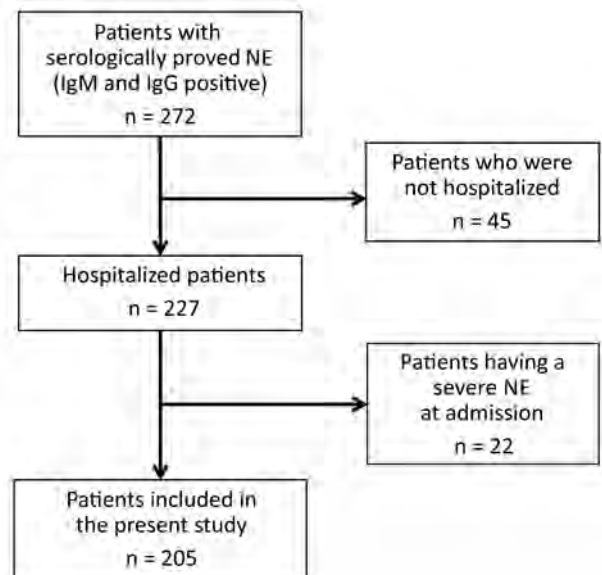 Patients with
serologically proved NE
(IgM and IgG positive)
n = 272
Patients who were
not hospitalized
n = 45
Hospitalized patients
n = 227
Patients having a
severe NE
at admission
n = 22
Patients included in
the present study
n = 205